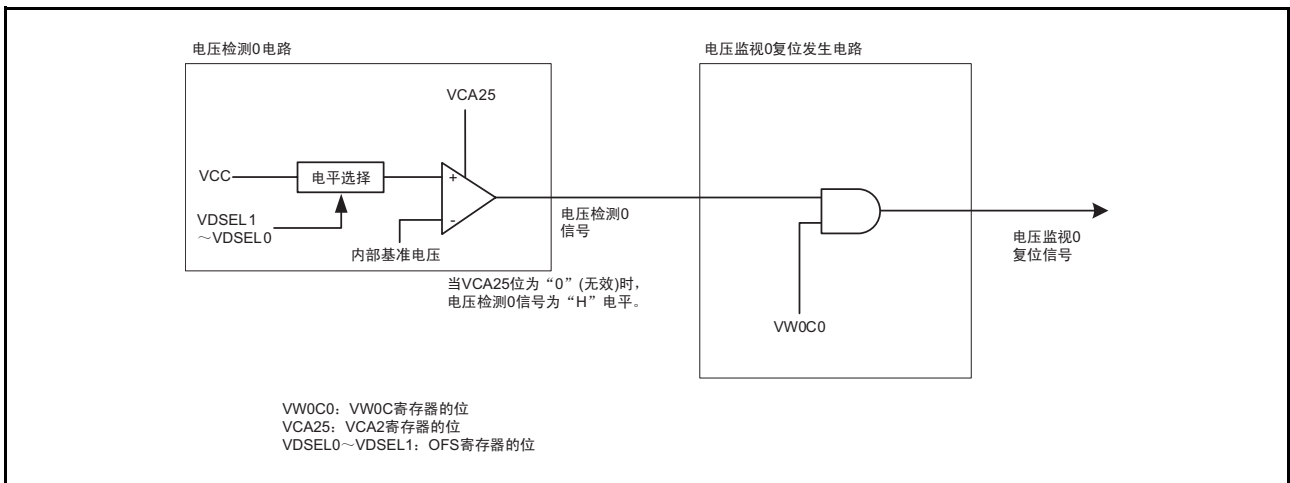 电压检测0电路
电压监视0复位发生电路
VCA25
VCC
电平选择
+
-
VDSEL1
～VDSEL0
内部基准电压
电压检测0
信号
电压监视0
复位信号
当VCA25位为“0”(无效)时，
电压检测0信号为“H”电平。
VW0C0
VW0C0：VW0C寄存器的位
VCA25：VCA2寄存器的位
VDSEL0～VDSEL1：OFS寄存器的位